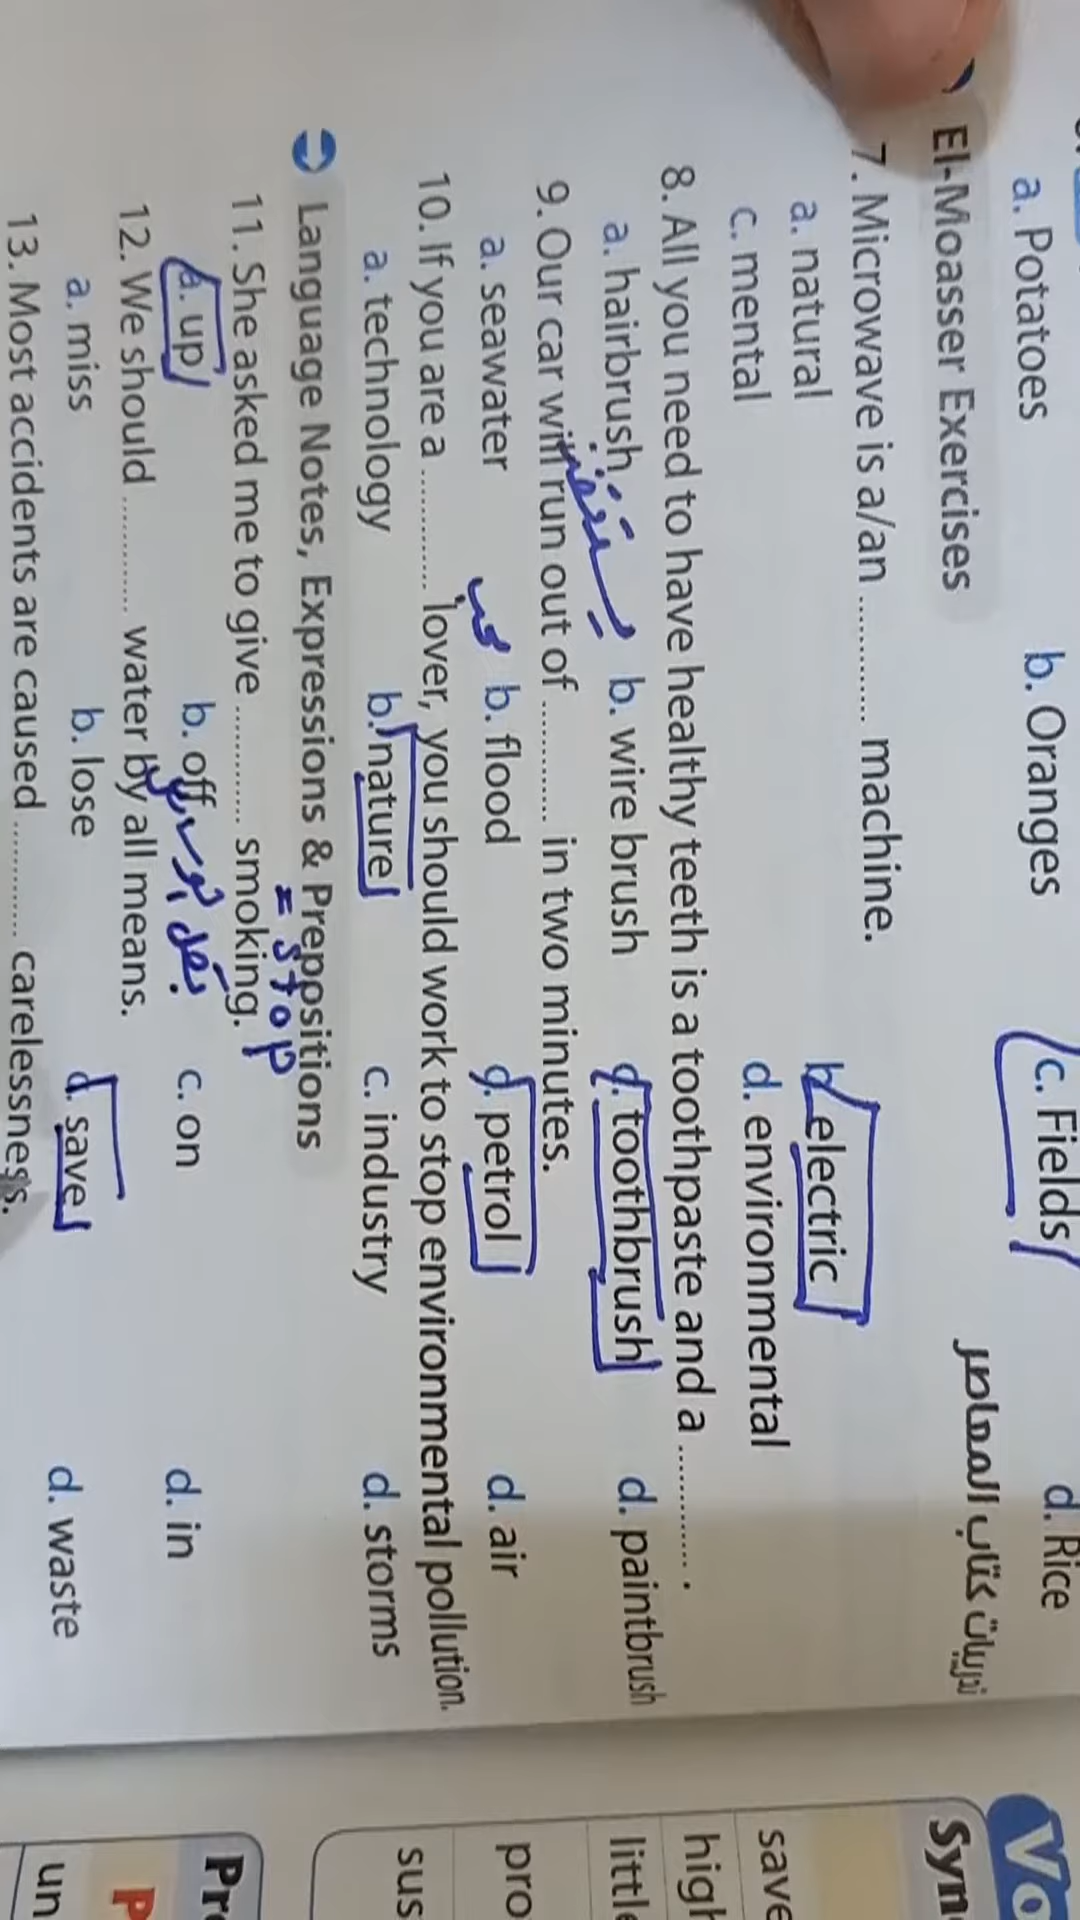 a. Potatoes b. Oranges c. Fields d. Rice
El-Moasser Exercises تدريبات كتاب المعاصر
7. Microwave is a/an ............ machine.
a. natural b. electric
c. mental d. environmental
8. All you need to have healthy teeth is a toothpaste and a ............ .
a. hairbrush b. wire brush c. toothbrush d. paintbrush
9. Our car will run out of ............ in two minutes.
a. seawater b. flood c. petrol d. air
10. If you are a ............ lover, you should work to stop environmental pollution.
a. technology b. nature c. industry d. storms
Language Notes, Expressions & Prepositions
= stop
11. She asked me to give ............ smoking.
a. up b. off c. on d. in
12. We should ............ water by all means.
a. miss b. lose c. save d. waste
13. Most accidents are caused ............ carelessness.
Vo
Syn
save
high
little
pro
sus
Pr
P
un